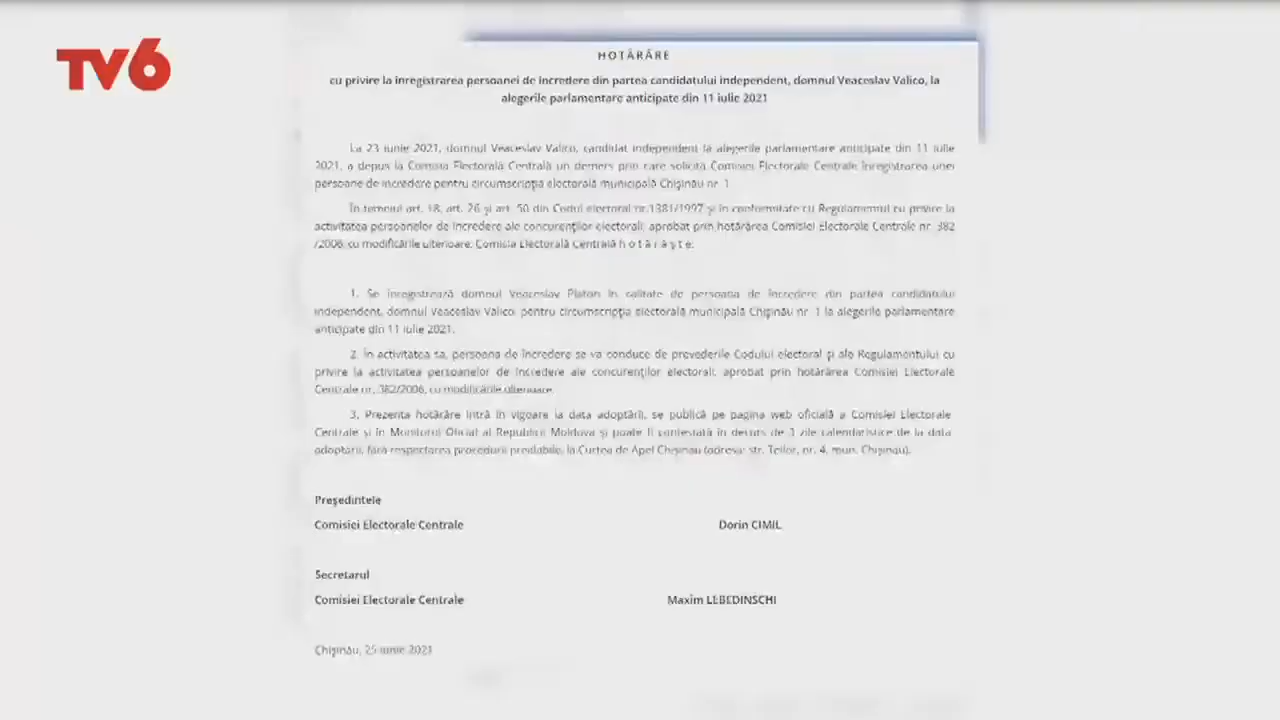 TV6
HOTĂRÂRE
cu privire la înregistrarea persoanei de încredere din partea candidatului independent, domnul Veaceslav Valico, la
alegerile parlamentare anticipate din 11 iulie 2021
La 23 iunie 2021, domnul Veaceslav Valico, candidat independent la alegerile parlamentare anticipate din 11 iulie
2021, a depus la Comisia Electorală Centrală un demers prin care solicită Comisiei Electorale Centrale înregistrarea unei
persoane de încredere pentru circumscripția electorală municipală Chișinău nr. 1
În temeiul art. 18, art. 26 și art. 50 din Codul electoral nr.1381/1997 și în conformitate cu Regulamentul cu privire la
activitatea persoanelor de încredere ale concurenților electorali, aprobat prin hotărârea Comisiei Electorale Centrale nr. 382
/2006, cu modificările ulterioare, Comisia Electorală Centrală h o t ă r ă ș t e:
1. Se înregistrează domnul Veaceslav Platon în calitate de persoană de încredere din partea candidatului
independent, domnul Veaceslav Valico, pentru circumscripția electorală municipală Chișinău nr. 1 la alegerile parlamentare
anticipate din 11 iulie 2021.
2. În activitatea sa, persoana de încredere se va conduce de prevederile Codului electoral și ale Regulamentului cu
privire la activitatea persoanelor de încredere ale concurenților electorali, aprobat prin hotărârea Comisiei Electorale
Centrale nr. 382/2006, cu modificările ulterioare.
3. Prezenta hotărâre intră în vigoare la data adoptării, se publică pe pagina web oficială a Comisiei Electorale
Centrale și în Monitorul Oficial al Republicii Moldova și poate fi contestată în decurs de 3 zile calendaristice de la data
adoptării, fără respectarea procedurii prealabile, la Curtea de Apel Chișinău (adresa: str. Teilor, nr. 4, mun. Chișinău).
Președintele
Comisiei Electorale Centrale Dorin CIMIL
Secretarul
Comisiei Electorale Centrale Maxim LEBEDINSCHI
Chișinău, 25 iunie 2021